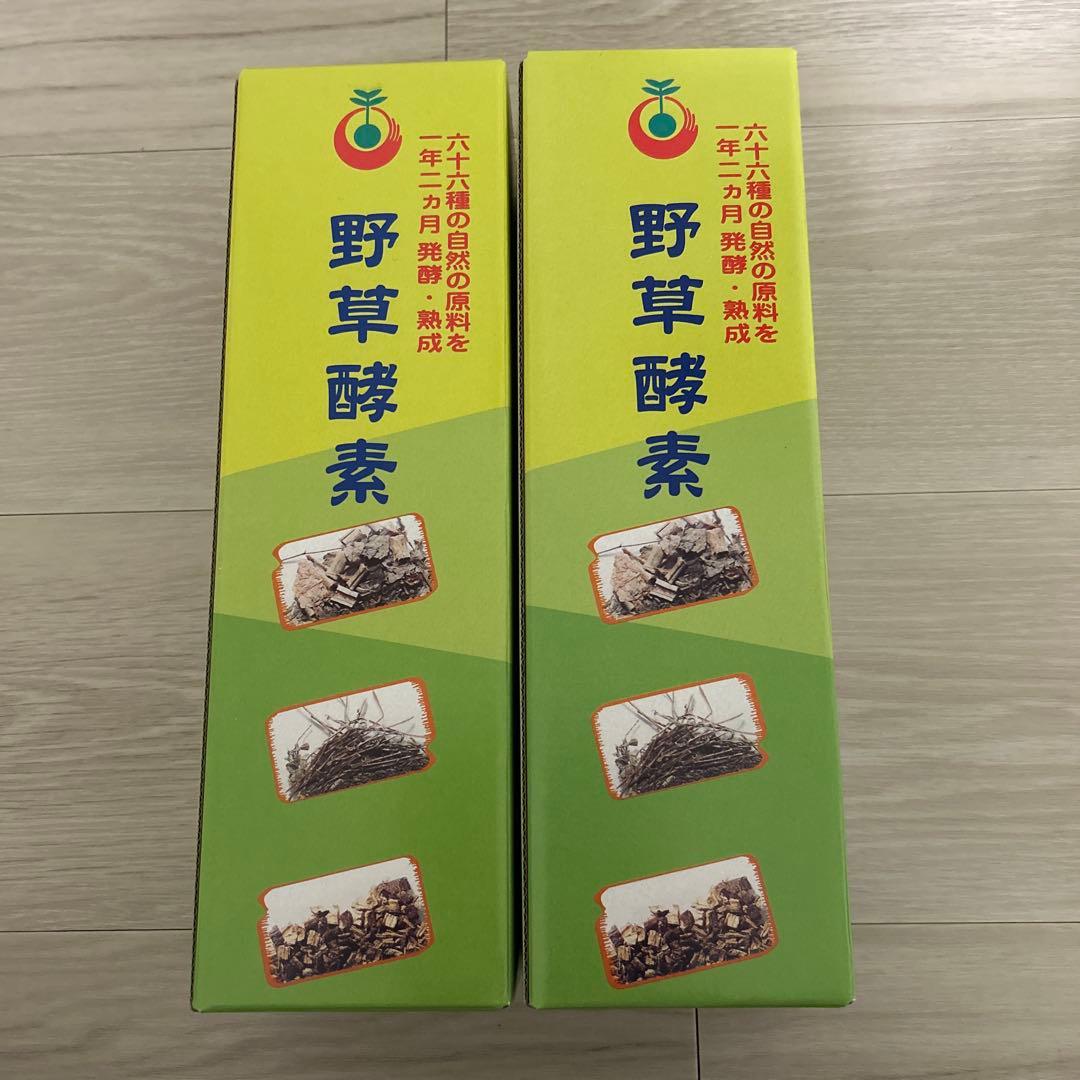 六十六種の自然の原料を
一年二ヵ月 発酵・熟成
野草酵素
六十六種の自然の原料を
一年二ヵ月 発酵・熟成
野草酵素